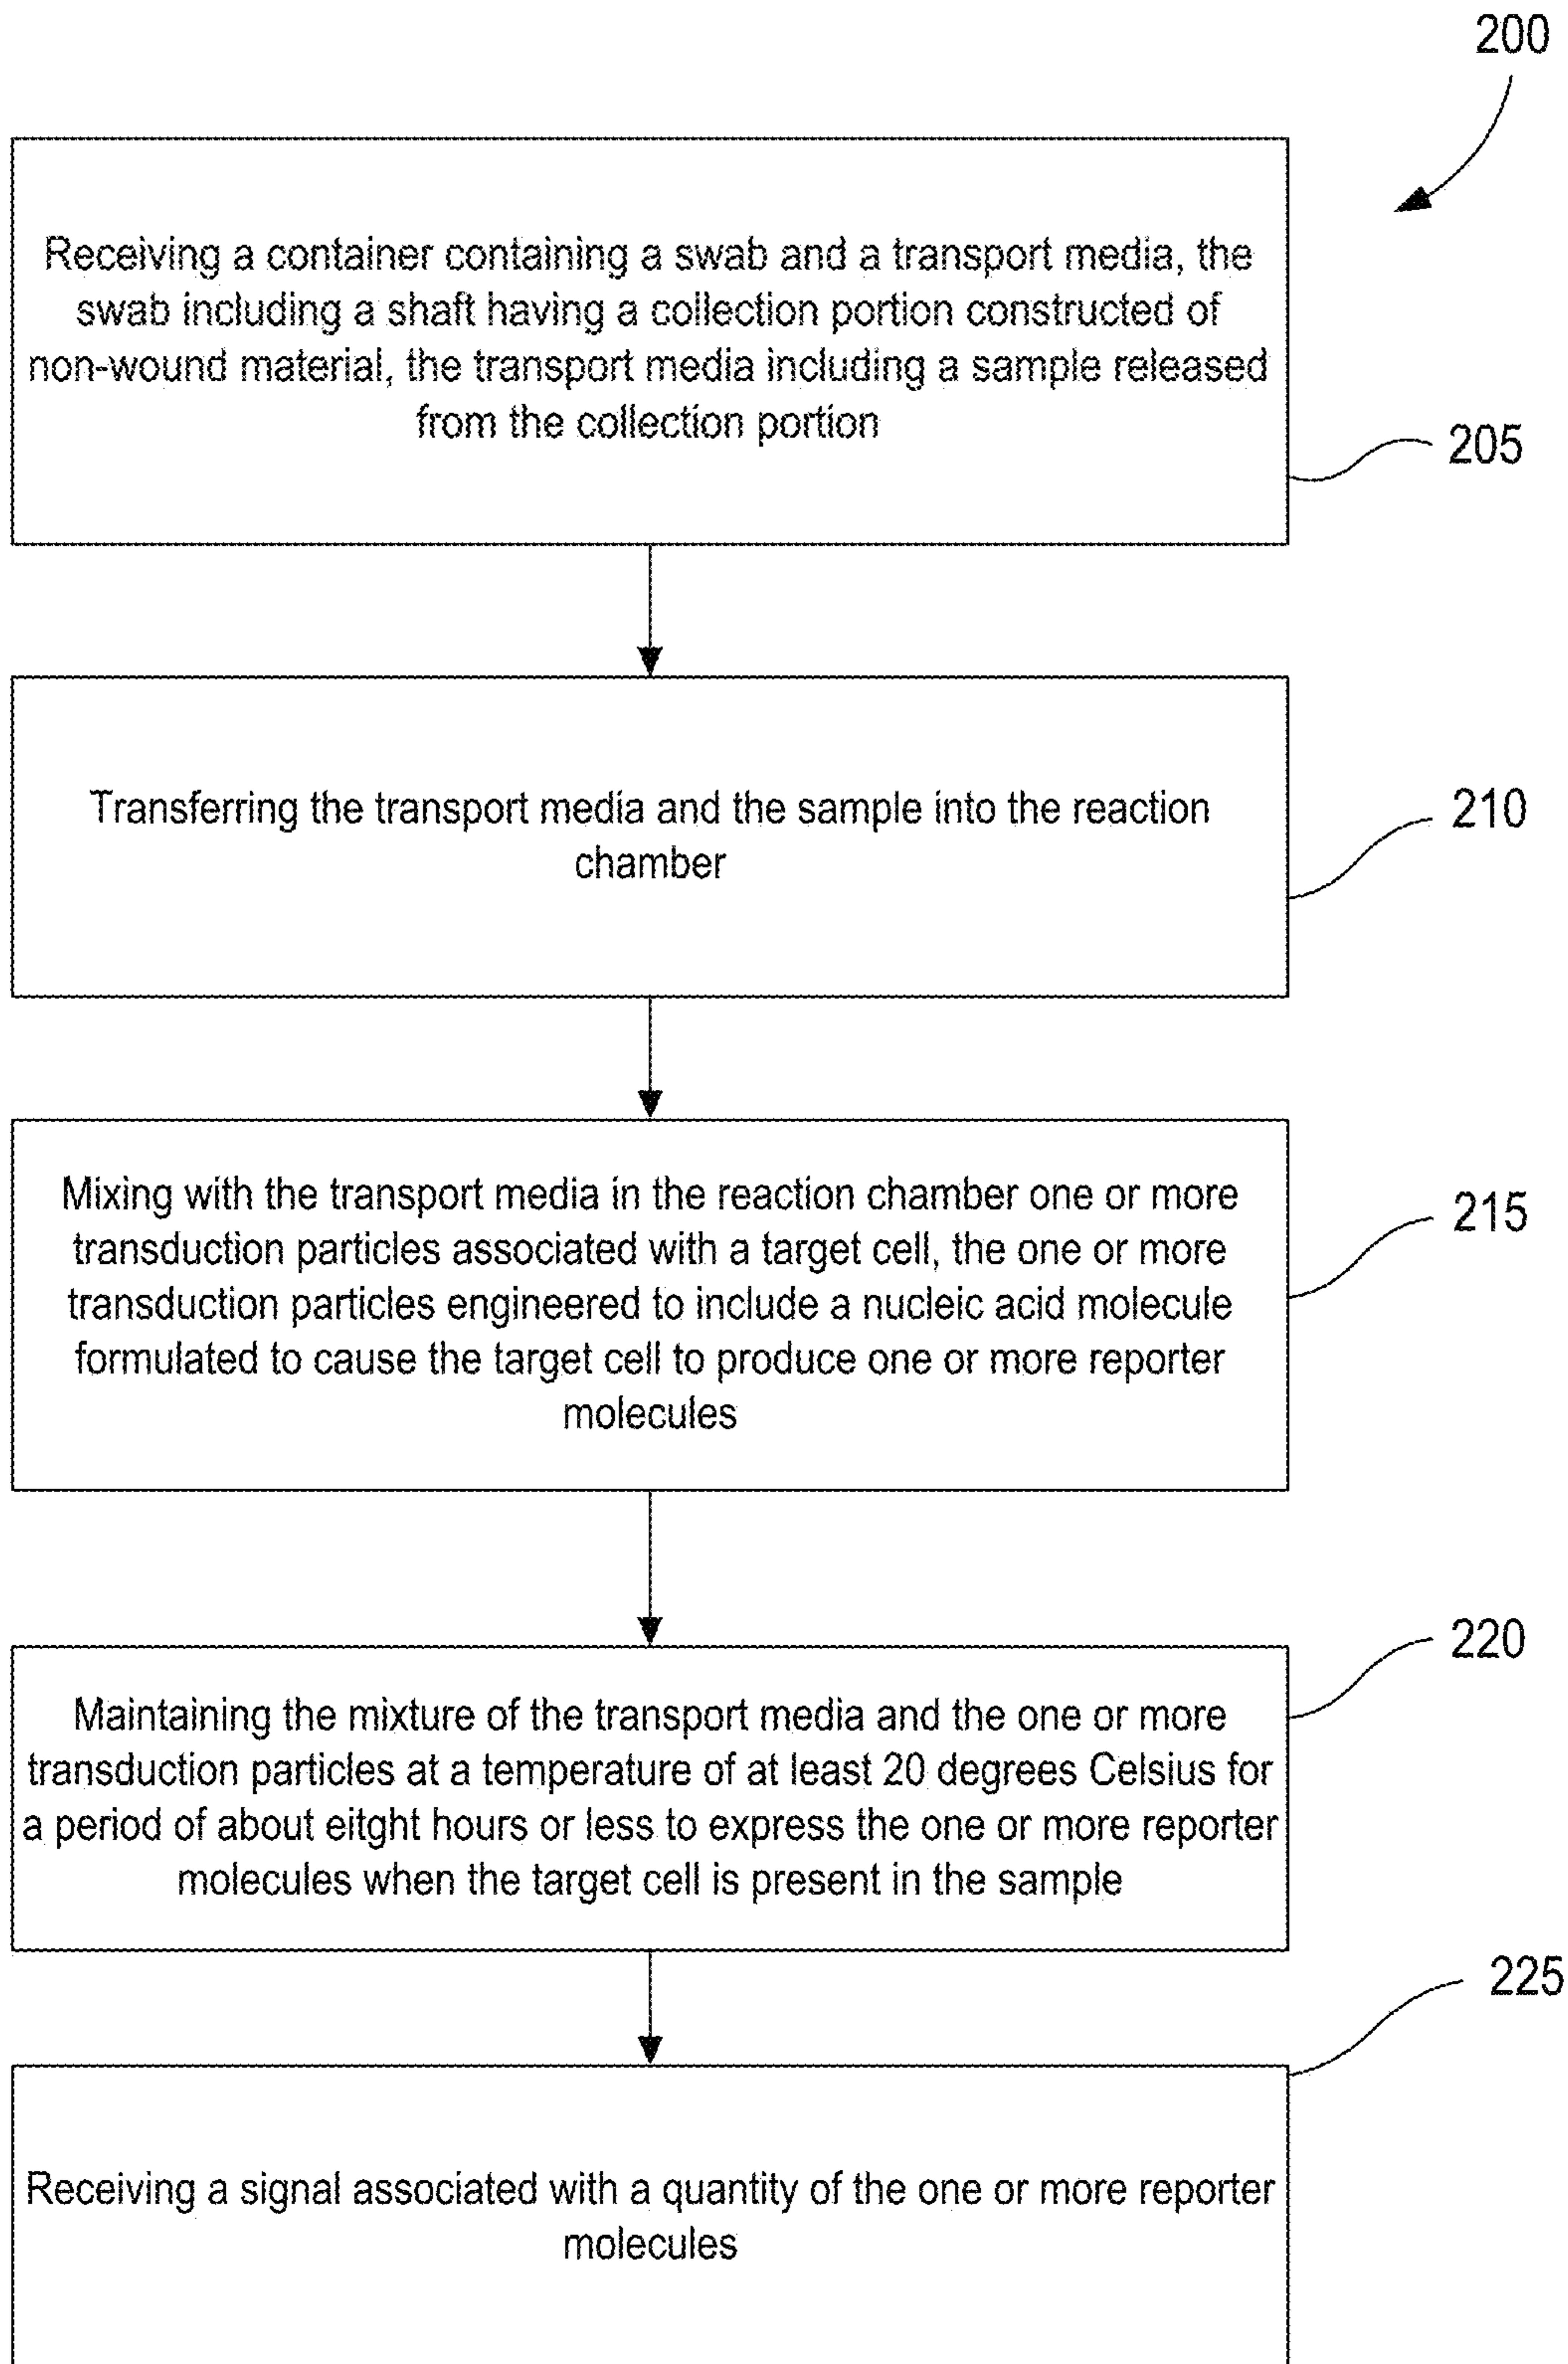 200
Receiving a container containing a swab and a transport media, the
swab including a shaft having a collection portion constructed of
non-wound material, the transport media including a sample released
from the collection portion
205
Transferring the transport media and the sample into the reaction
chamber
210
Mixing with the transport media in the reaction chamber one or more
transduction particles associated with a target cell, the one or more
transduction particles engineered to include a nucleic acid molecule
formulated to cause the target cell to produce one or more reporter
molecules
215
Maintaining the mixture of the transport media and the one or more
transduction particles at a temperature of at least 20 degrees Celsius for
a period of about eitght hours or less to express the one or more reporter
molecules when the target cell is present in the sample
220
Receiving a signal associated with a quantity of the one or more reporter
molecules
225